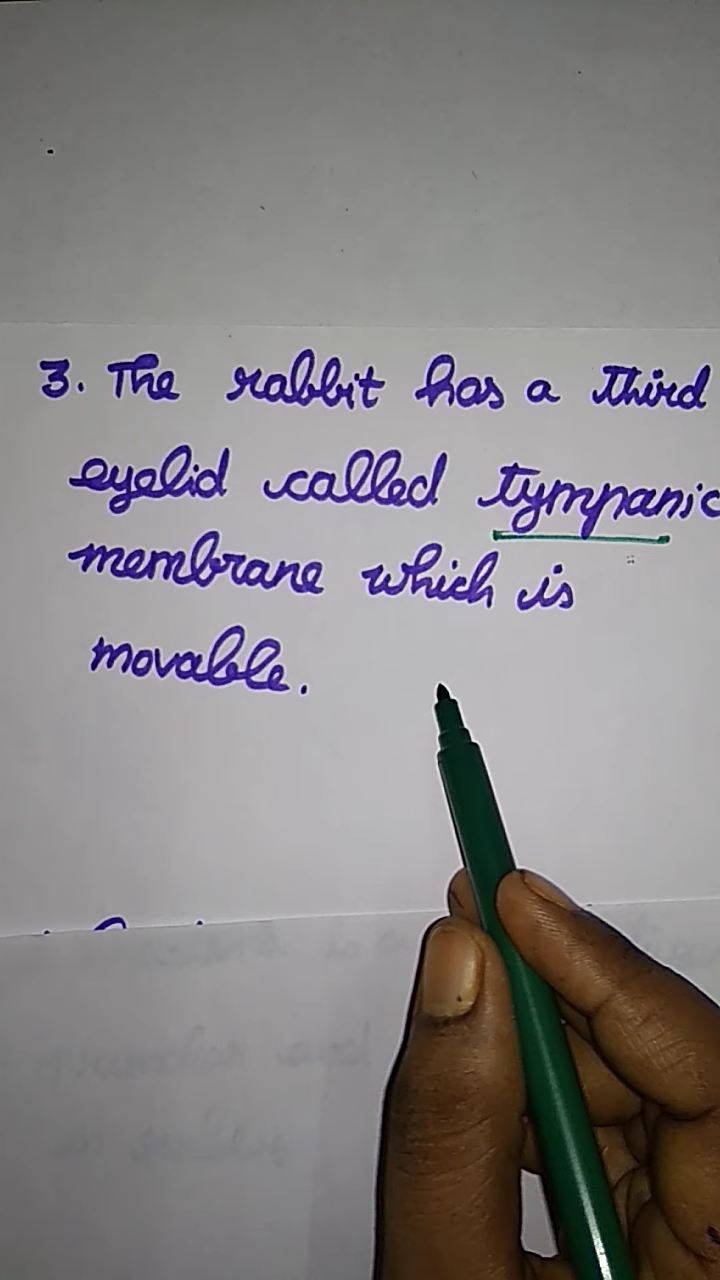 3. The rabbit has a third
eyelid called tympanic
membrane which is
movable.